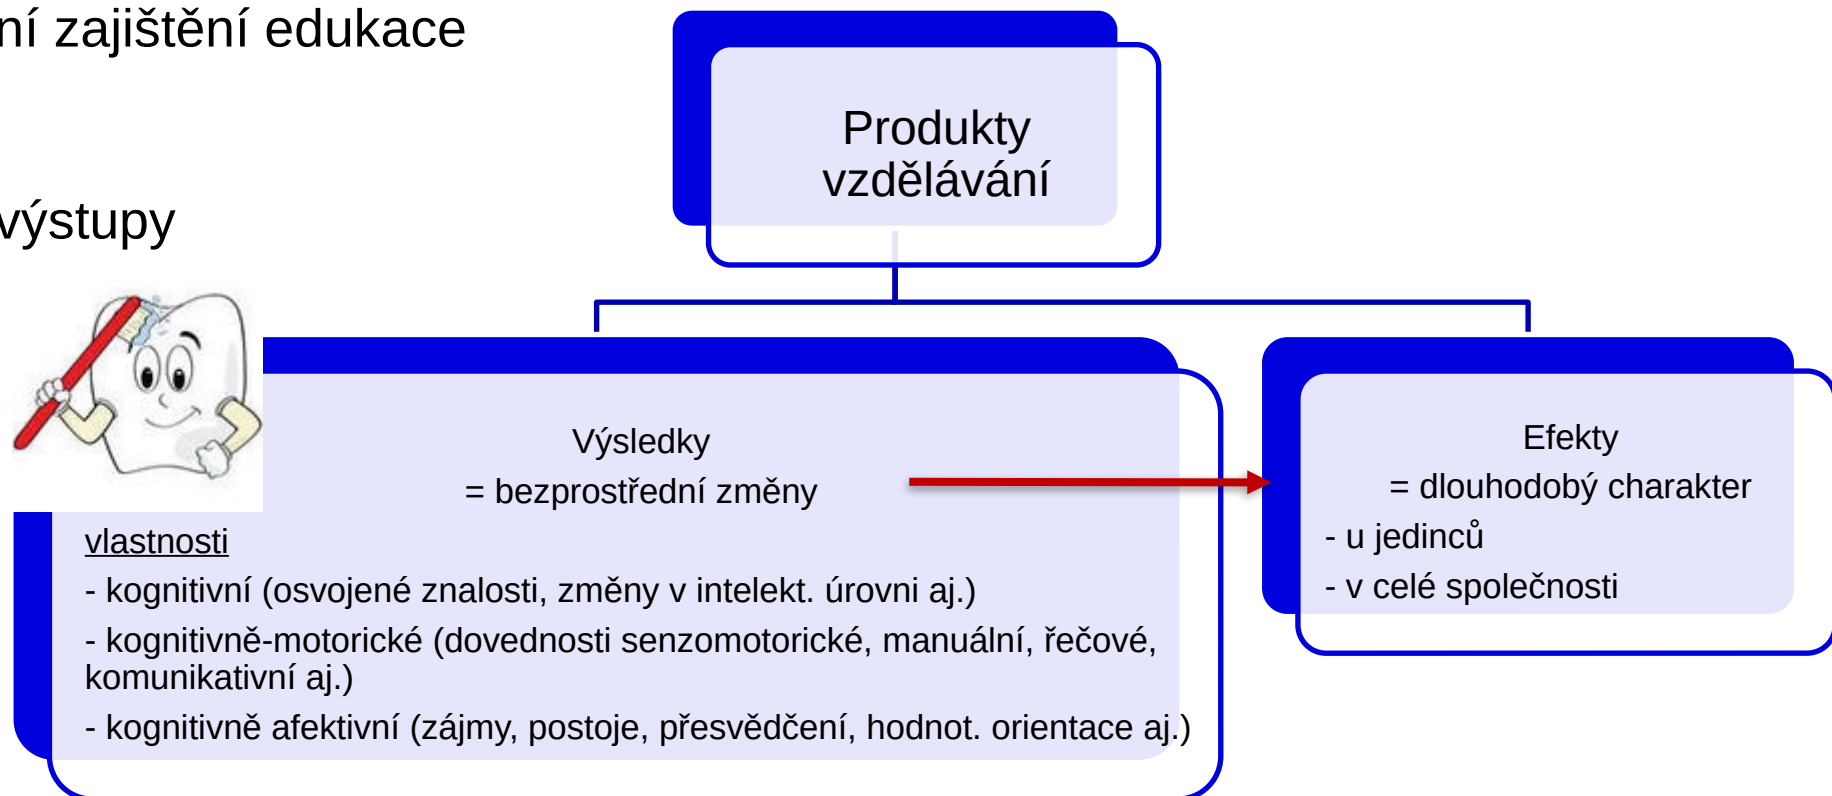 ní zajištění edukace
výstupy
Produkty
vzdělávání
Výsledky
= bezprostřední změny
vlastnosti
- kognitivní (osvojené znalosti, změny v intelekt. úrovni aj.)
- kognitivně-motorické (dovednosti senzomotorické, manuální, řečové,
komunikativní aj.)
- kognitivně afektivní (zájmy, postoje, přesvědčení, hodnot. orientace aj.)
Efekty
= dlouhodobý charakter
- u jedinců
- v celé společnosti